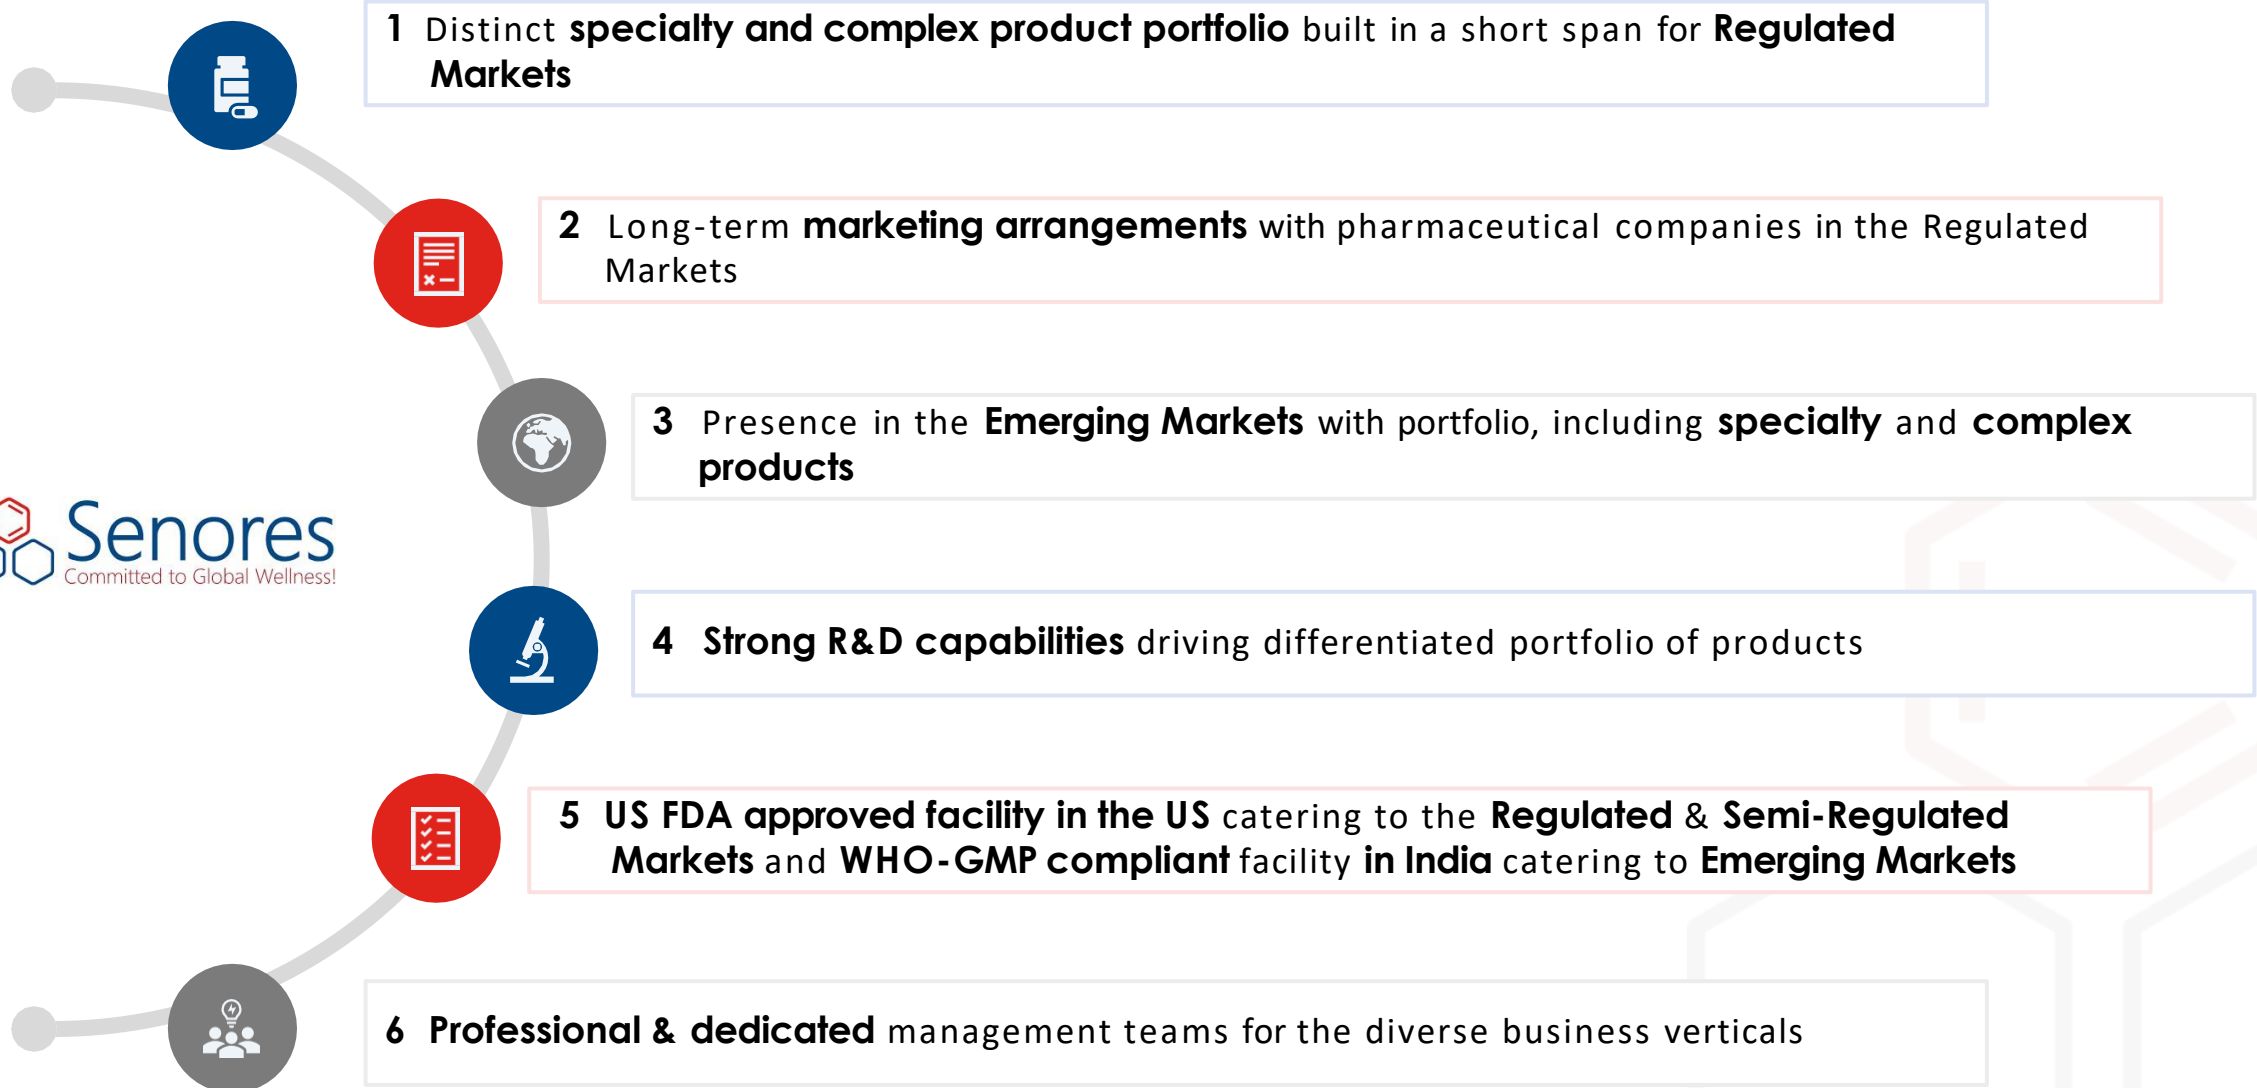 1 Distinct specialty and complex product portfolio built in a short span for Regulated
Markets
2 Long-term marketing arrangements with pharmaceutical companies in the Regulated
Markets
3 Presence in the Emerging Markets with portfolio, including specialty and complex
products
Senores
Committed to Global Wellness!
4 Strong R&D capabilities driving differentiated portfolio of products
5 US FDA approved facility in the US catering to the Regulated & Semi-Regulated
Markets and WHO-GMP compliant facility in India catering to Emerging Markets
6 Professional & dedicated management teams for the diverse business verticals